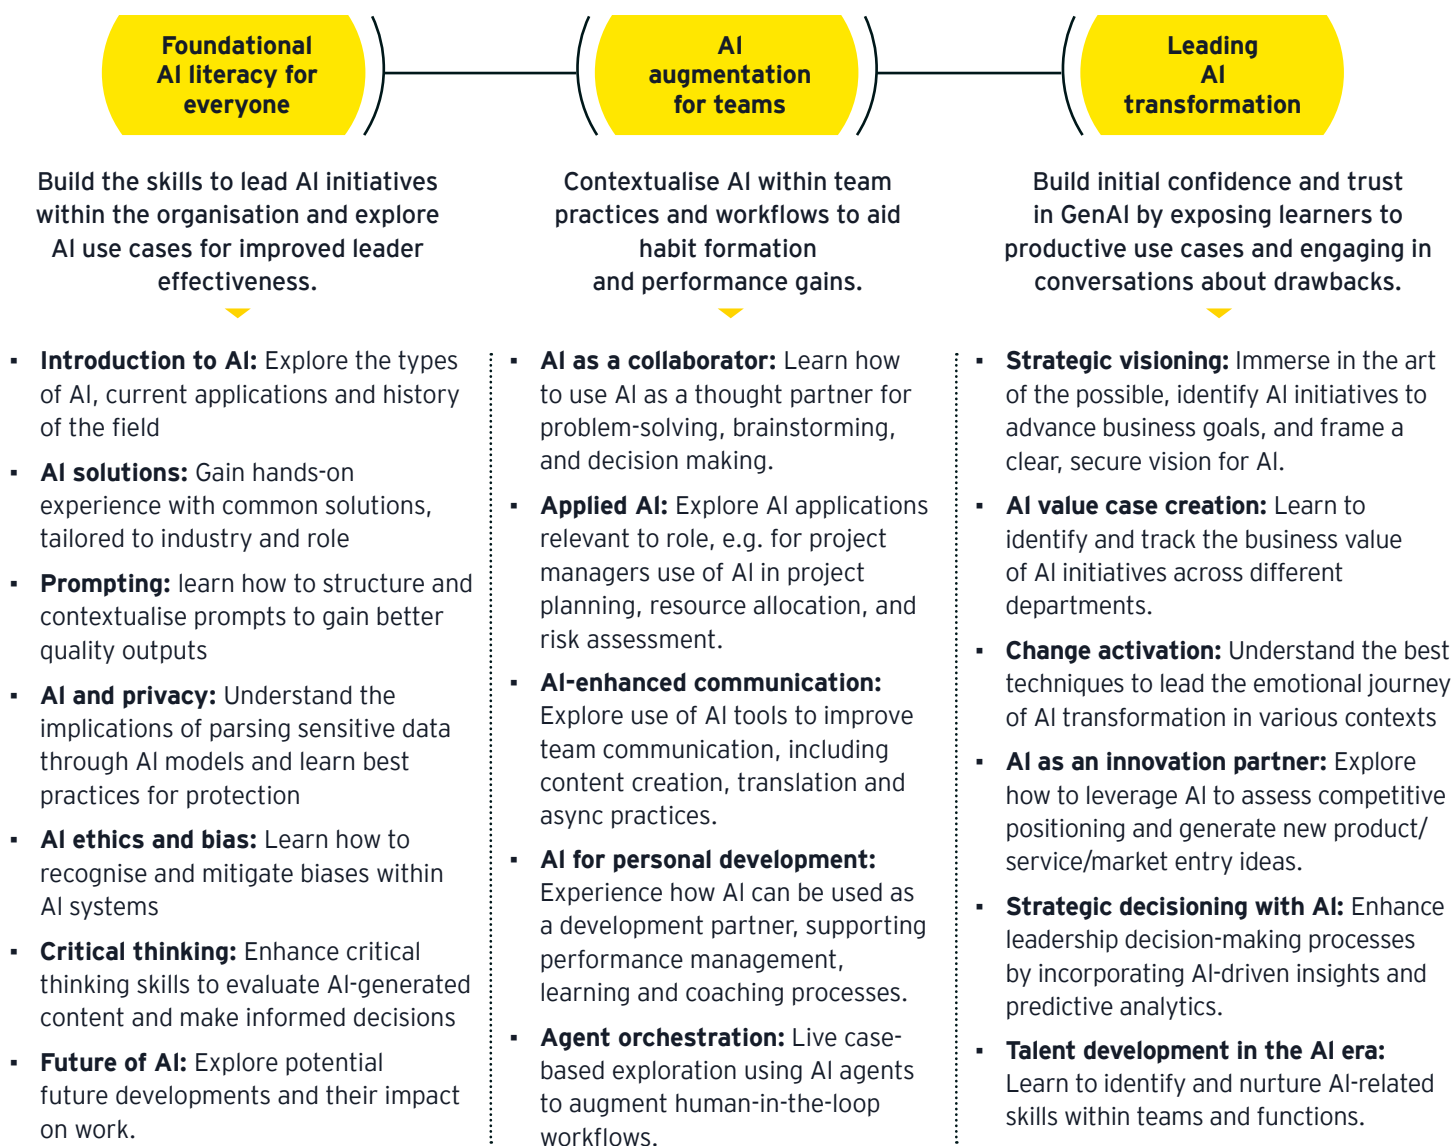 Foundational
AI literacy for
everyone
AI
augmentation
for teams
Leading
AI
transformation
Build the skills to lead AI initiatives
within the organisation and explore
AI use cases for improved leader
effectiveness.
Contextualise AI within team
practices and workflows to aid
habit formation
and performance gains.
Build initial confidence and trust
in GenAI by exposing learners to
productive use cases and engaging in
conversations about drawbacks.
▪ Introduction to AI: Explore the types
of AI, current applications and history
of the field
▪ AI solutions: Gain hands-on
experience with common solutions,
tailored to industry and role
▪ Prompting: learn how to structure and
contextualise prompts to gain better
quality outputs
▪ AI and privacy: Understand the
implications of parsing sensitive data
through AI models and learn best
practices for protection
▪ AI ethics and bias: Learn how to
recognise and mitigate biases within
AI systems
▪ Critical thinking: Enhance critical
thinking skills to evaluate AI-generated
content and make informed decisions
▪ Future of AI: Explore potential
future developments and their impact
on work.
▪ AI as a collaborator: Learn how
to use AI as a thought partner for
problem-solving, brainstorming,
and decision making.
▪ Applied AI: Explore AI applications
relevant to role, e.g. for project
managers use of AI in project
planning, resource allocation, and
risk assessment.
▪ AI-enhanced communication:
Explore use of AI tools to improve
team communication, including
content creation, translation and
async practices.
▪ AI for personal development:
Experience how AI can be used as
a development partner, supporting
performance management,
learning and coaching processes.
▪ Agent orchestration: Live case-
based exploration using AI agents
to augment human-in-the-loop
workflows.
▪ Strategic visioning: Immerse in the art
of the possible, identify AI initiatives to
advance business goals, and frame a
clear, secure vision for AI.
▪ AI value case creation: Learn to
identify and track the business value
of AI initiatives across different
departments.
▪ Change activation: Understand the best
techniques to lead the emotional journey
of AI transformation in various contexts
▪ AI as an innovation partner: Explore
how to leverage AI to assess competitive
positioning and generate new product/
service/market entry ideas.
▪ Strategic decisioning with AI: Enhance
leadership decision-making processes
by incorporating AI-driven insights and
predictive analytics.
▪ Talent development in the AI era:
Learn to identify and nurture AI-related
skills within teams and functions.